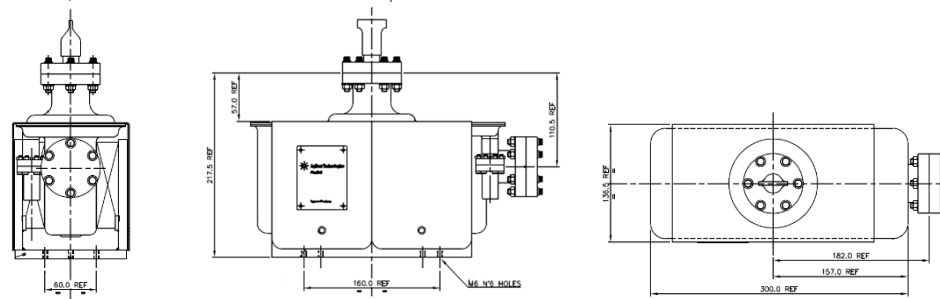 60.0 REF
217.5 REF
57.0 REF
110.5 REF
Agilent Technologies
160.0 REF
M6 N'6 HOLES
136.5 REF
182.0 REF
157.0 REF
300.0 REF